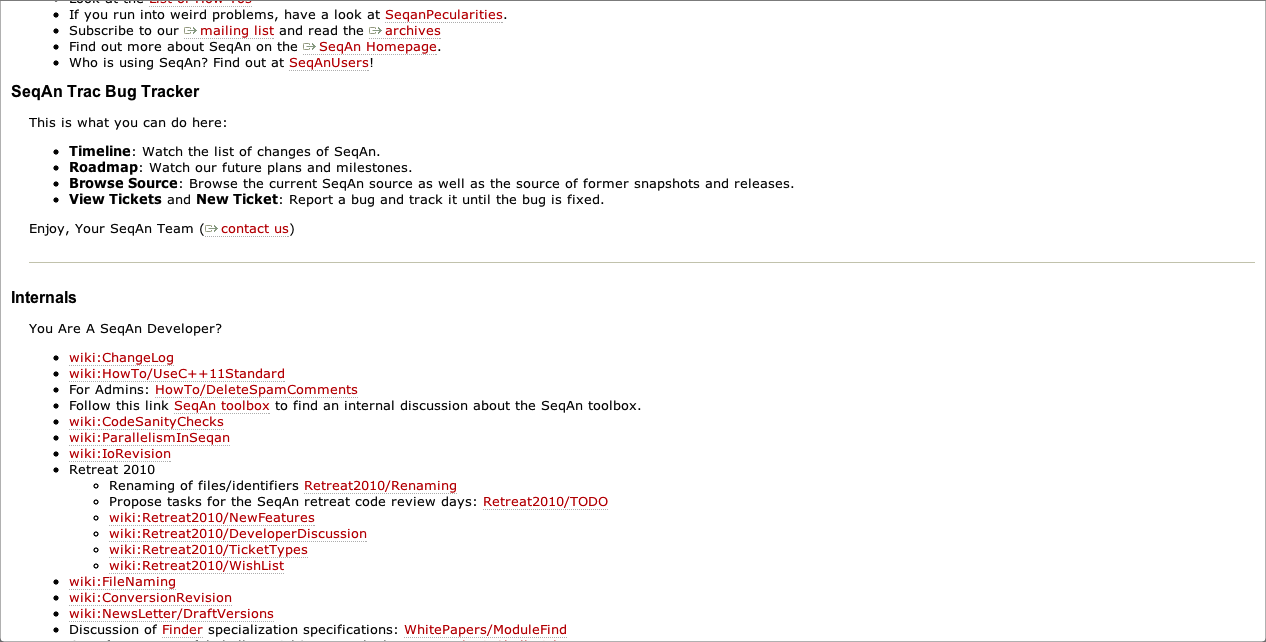 If you run into weird problems, have a look at SeqanPecularities.
Subscribe to our mailing list and read the archives
Find out more about SeqAn on the SeqAn Homepage.
Who is using SeqAn? Find out at SeqAnUsers!
SeqAn Trac Bug Tracker
This is what you can do here:
Timeline: Watch the list of changes of SeqAn.
Roadmap: Watch our future plans and milestones.
Browse Source: Browse the current SeqAn source as well as the source of former snapshots and releases.
View Tickets and New Ticket: Report a bug and track it until the bug is fixed.
Enjoy, Your SeqAn Team (contact us)
Internals
You Are A SeqAn Developer?
wiki:ChangeLog
wiki:HowTo/UseC++11Standard
For Admins: HowTo/DeleteSpamComments
Follow this link SeqAn toolbox to find an internal discussion about the SeqAn toolbox.
wiki:CodeSanityChecks
wiki:ParallelismInSeqan
wiki:IoRevision
Retreat 2010
Renaming of files/identifiers Retreat2010/Renaming
Propose tasks for the SeqAn retreat code review days: Retreat2010/TODO
wiki:Retreat2010/NewFeatures
wiki:Retreat2010/DeveloperDiscussion
wiki:Retreat2010/TicketTypes
wiki:Retreat2010/WishList
wiki:FileNaming
wiki:ConversionRevision
wiki:NewsLetter/DraftVersions
Discussion of Finder specialization specifications: WhitePapers/ModuleFind